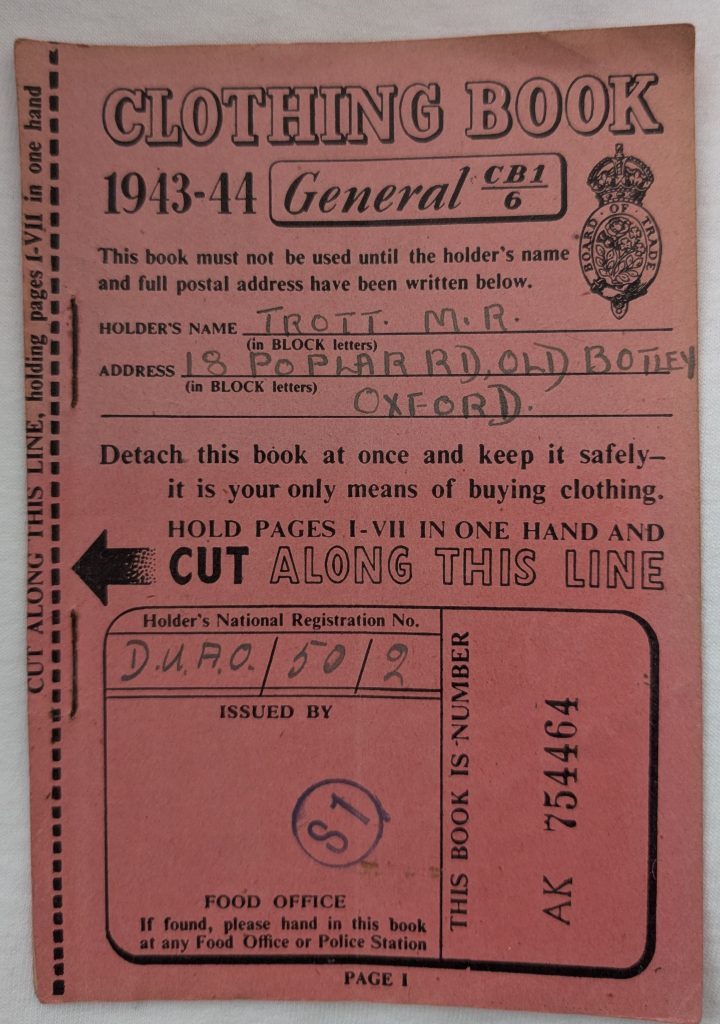 CLOTHING BOOK
1943-44 General CB1/6
BOARD OF TRADE
This book must not be used until the holder's name
and full postal address have been written below.
HOLDER'S NAME TROTT. M.R.
(in BLOCK letters)
ADDRESS 18 POPLAR RD, OLD BOTLEY
(in BLOCK letters)
OXFORD.
Detach this book at once and keep it safely—
it is your only means of buying clothing.
HOLD PAGES I-VII IN ONE HAND AND
CUT ALONG THIS LINE
Holder's National Registration No.
D.U.A.O./50/2
ISSUED BY
S1
FOOD OFFICE
If found, please hand in this book
at any Food Office or Police Station
THIS BOOK IS NUMBER
AK 754464
PAGE I
CUT ALONG THIS LINE, holding pages I-VII in one hand